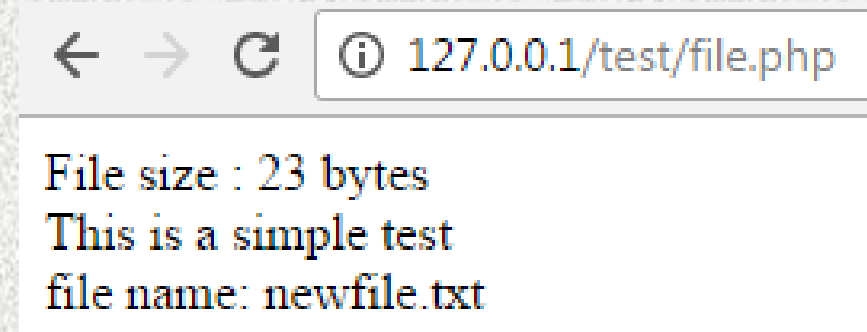 127.0.0.1/test/file.php
File size : 23 bytes
This is a simple test
file name: newfile.txt